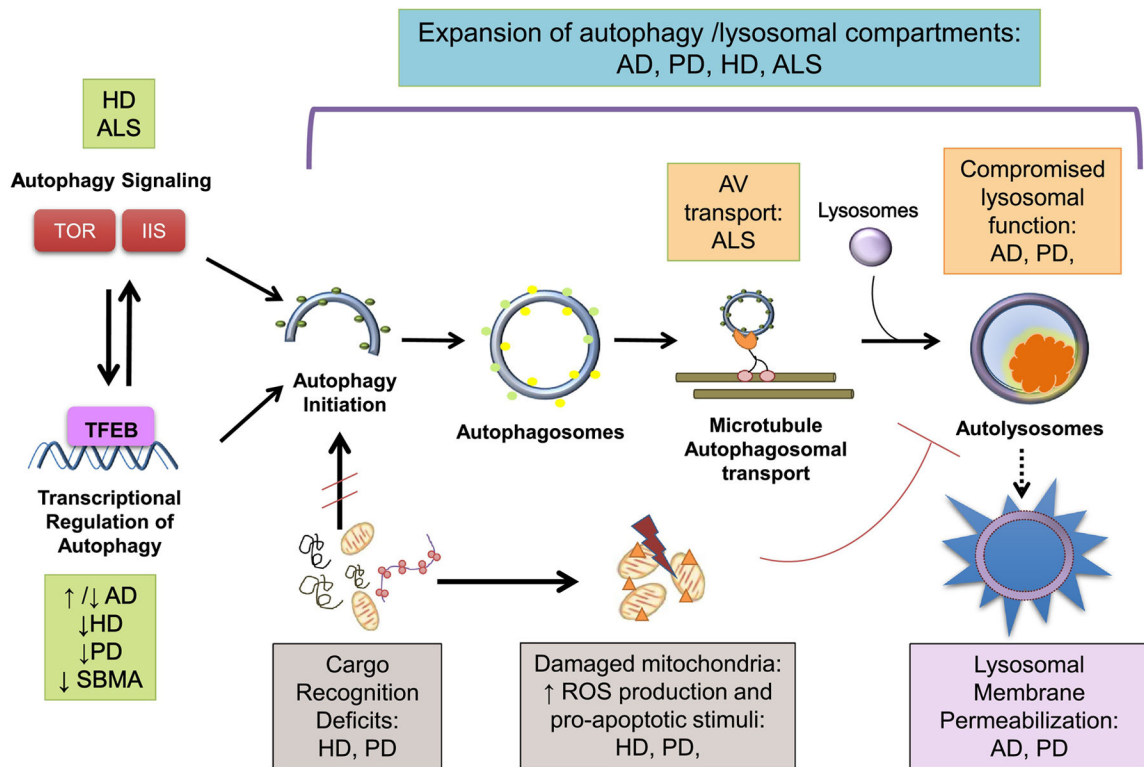 Expansion of autophagy /lysosomal compartments:
AD, PD, HD, ALS
HD
ALS
Autophagy Signaling
TOR
IIS
TFEB
Transcriptional
Regulation of
Autophagy
↑ /↓ AD
↓HD
↓PD
↓ SBMA
Autophagy
Initiation
Autophagosomes
AV
transport:
ALS
Microtubule
Autophagosomal
transport
Lysosomes
Compromised
lysosomal
function:
AD, PD,
Autolysosomes
Cargo
Recognition
Deficits:
HD, PD
Damaged mitochondria:
↑ ROS production and
pro-apoptotic stimuli:
HD, PD,
Lysosomal
Membrane
Permeabilization:
AD, PD